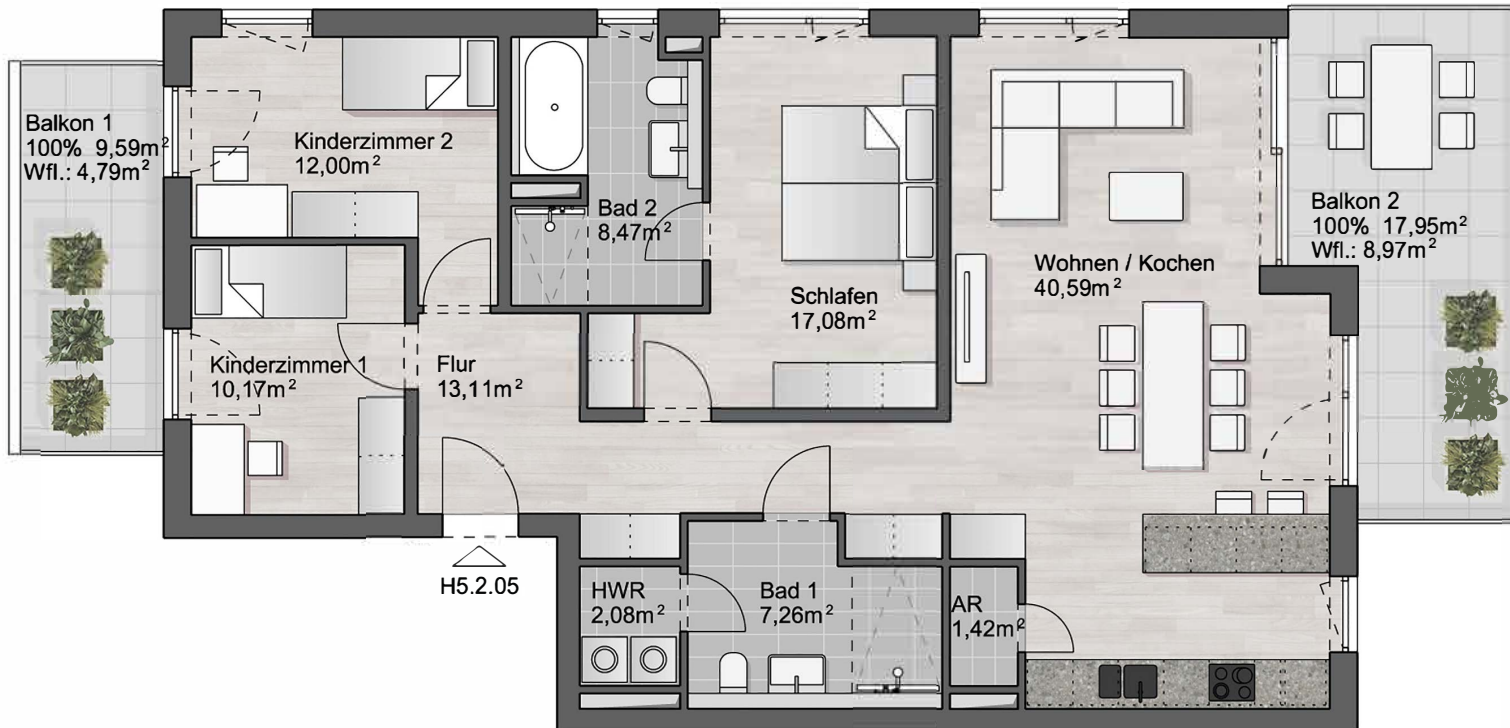 Balkon 1
100% 9,59m²
Wfl.: 4,79m²
Kinderzimmer 2
12,00m²
Bad 2
8,47m²
Balkon 2
100% 17,95m²
Wfl.: 8,97m²
Wohnen / Kochen
40,59m²
Schlafen
17,08m²
Kinderzimmer 1
10,17m²
Flur
13,11m²
H5.2.05
HWR
2,08m²
Bad 1
7,26m²
AR
1,42m²